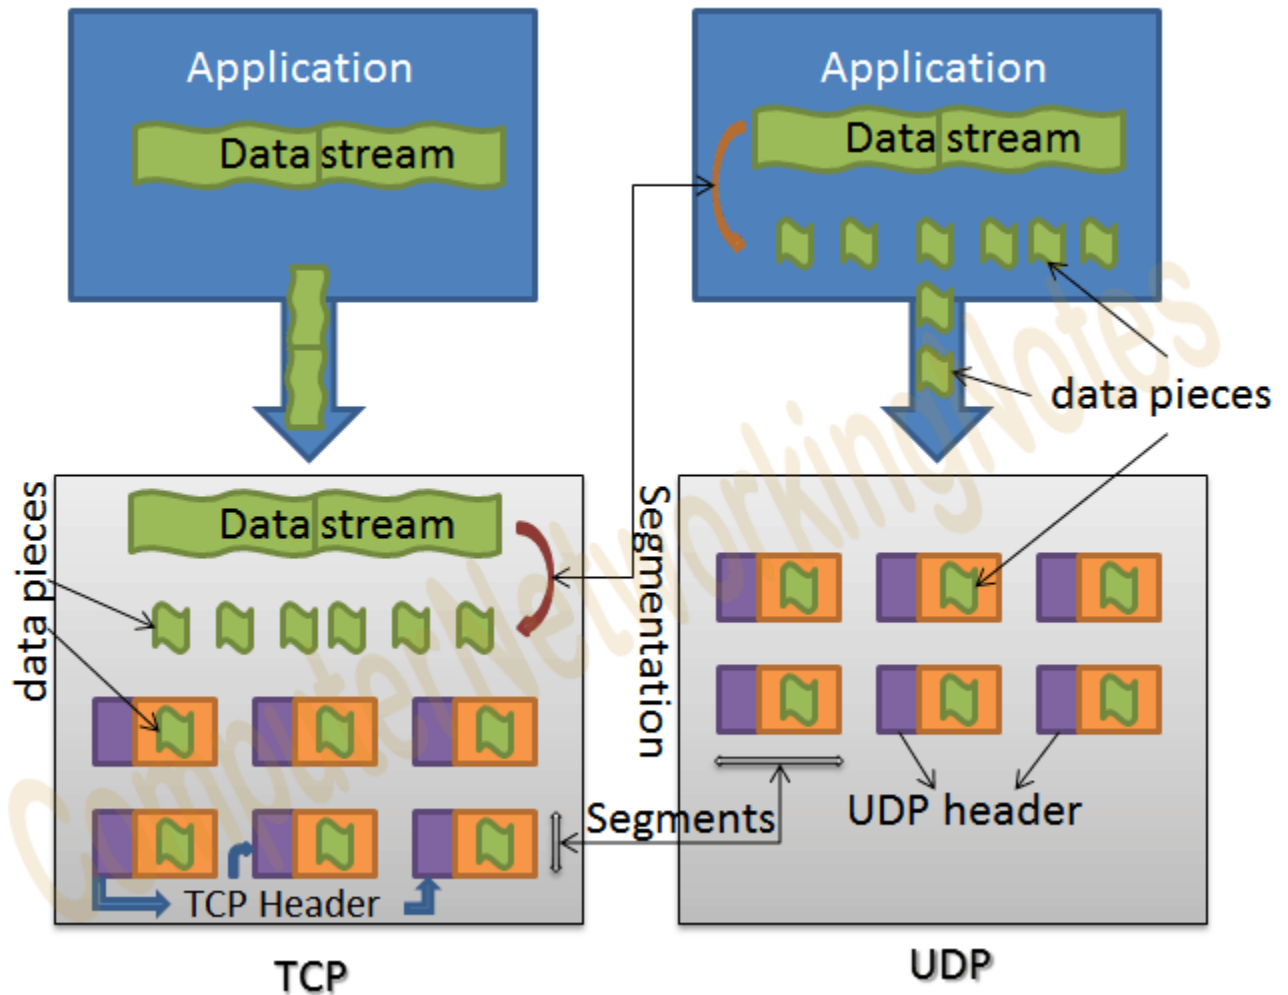 Application
Data stream
Application
Data stream
data pieces
data pieces
Data stream
Segmentation
Segments
UDP header
TCP Header
TCP
UDP
ComputerNetworkingNotes